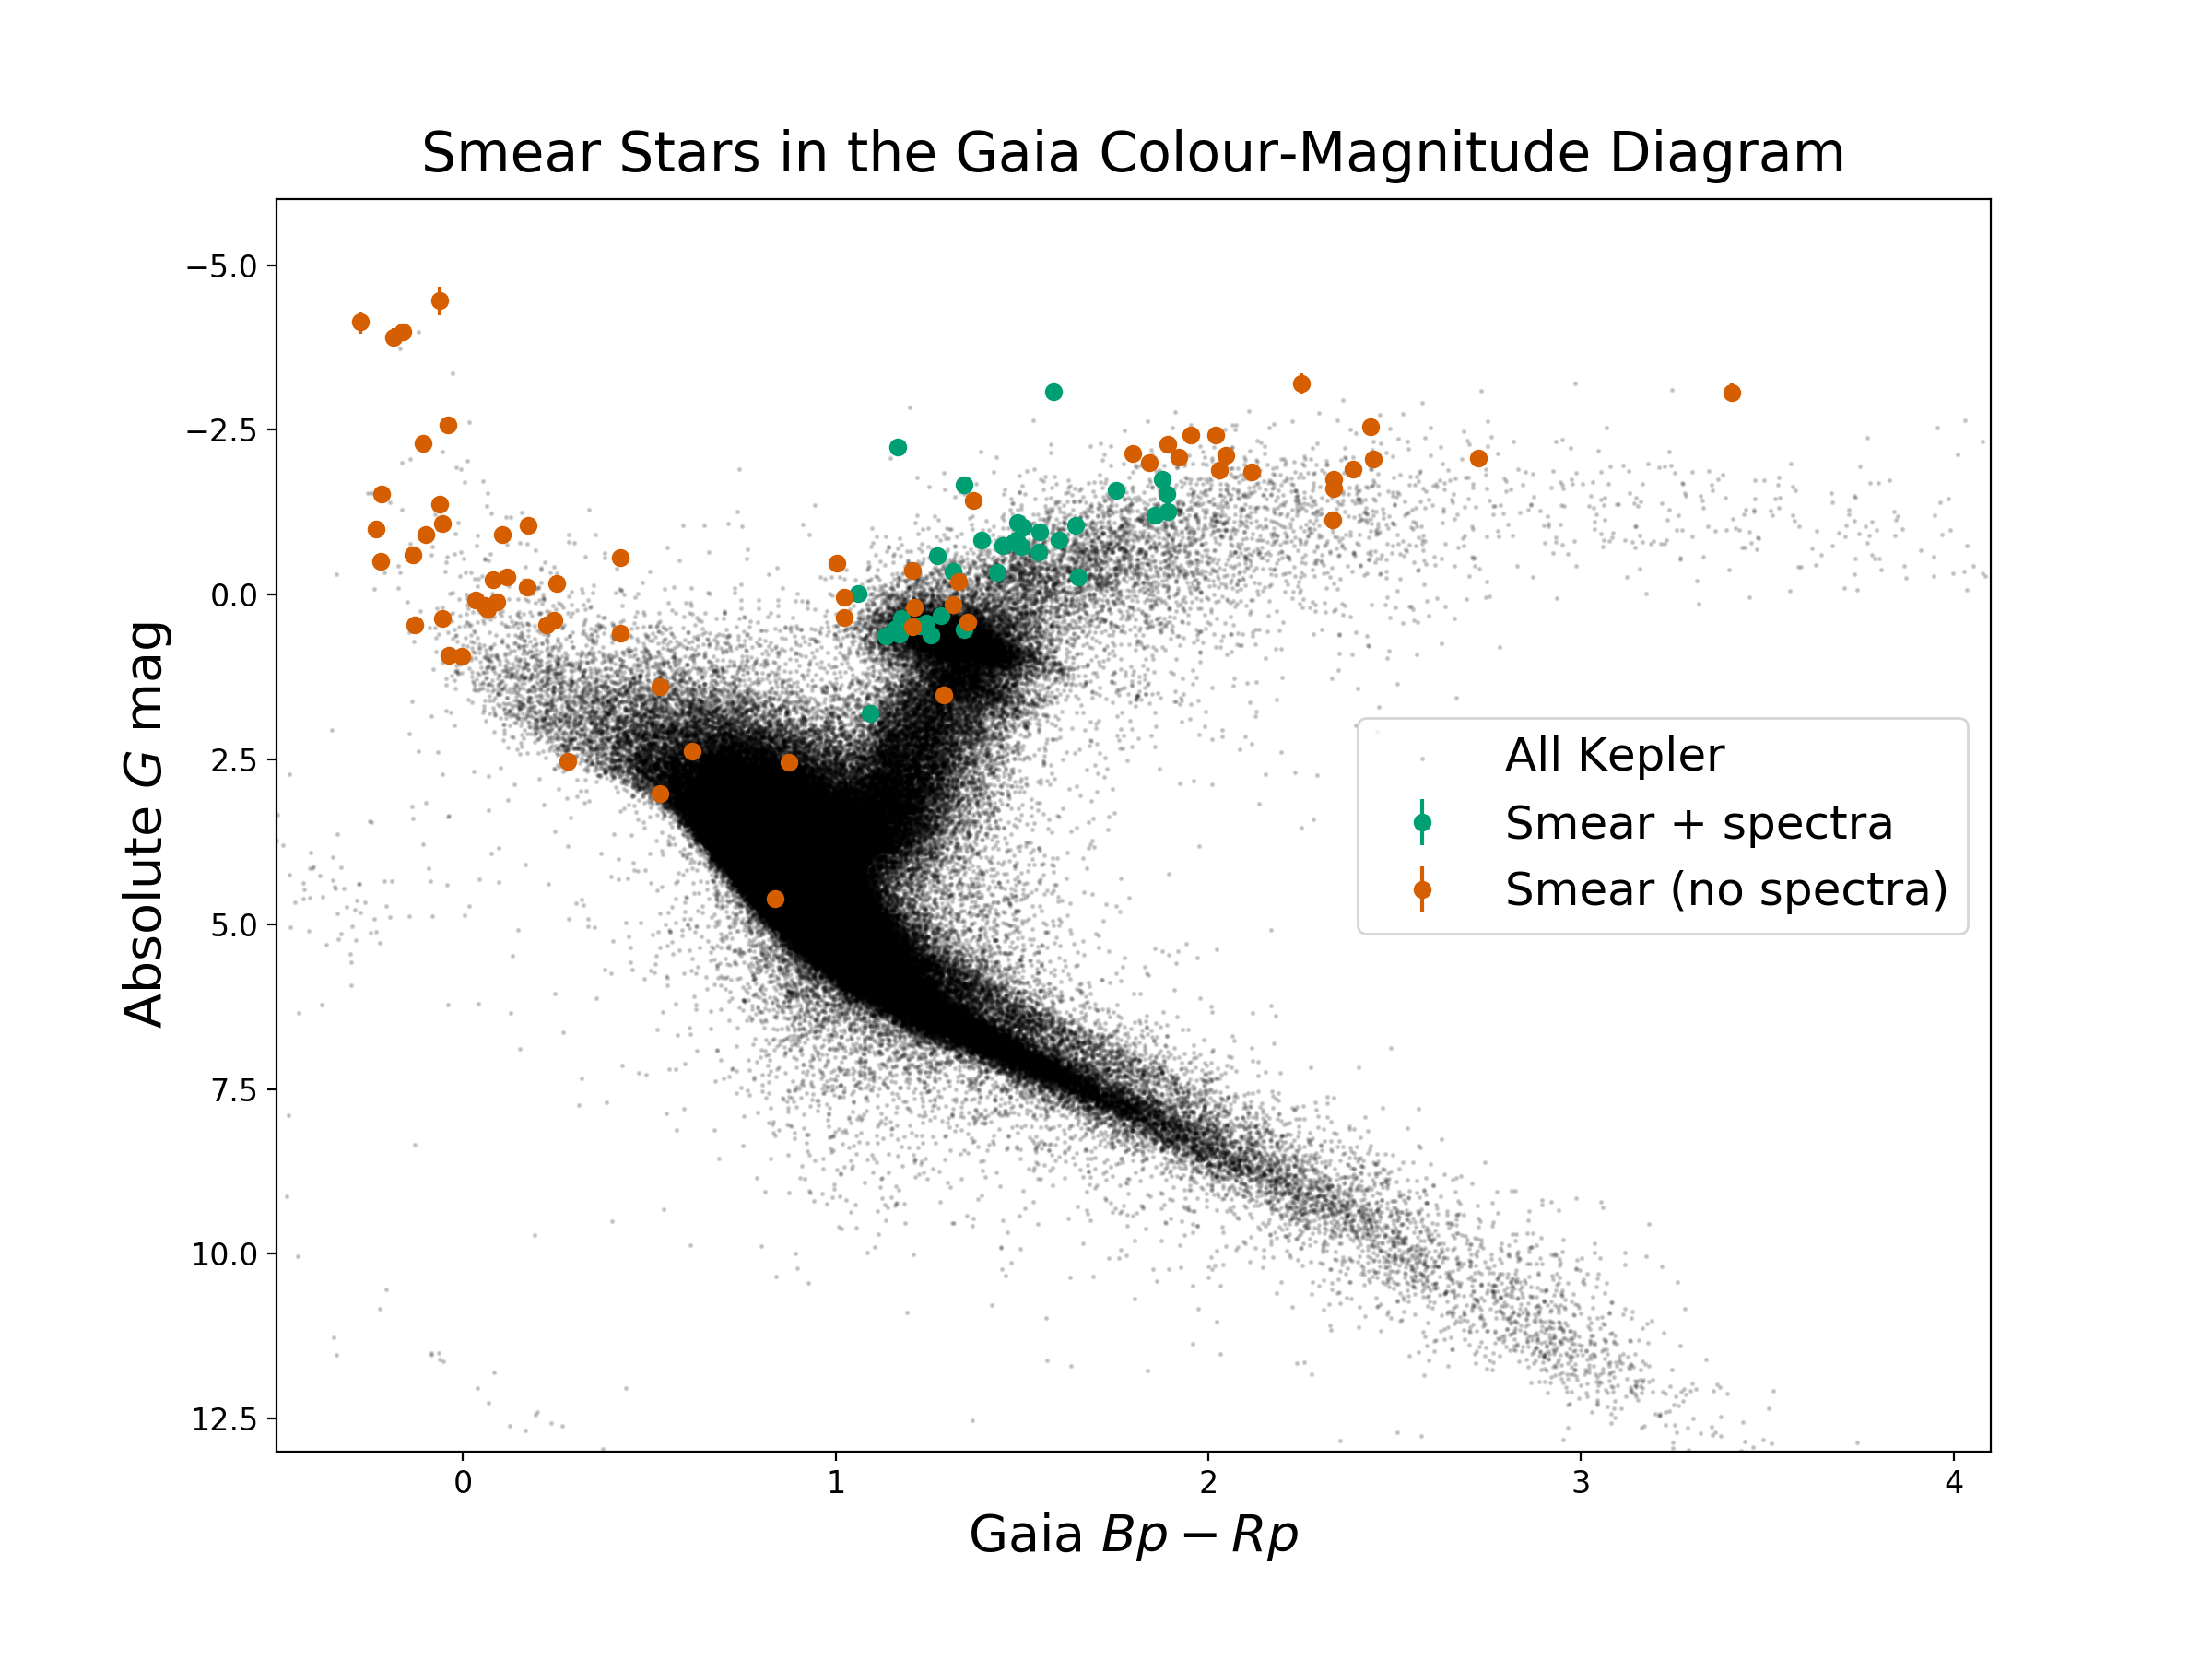 Smear Stars in the Gaia Colour-Magnitude Diagram
Absolute G mag
−5.0
−2.5
0.0
2.5
5.0
7.5
10.0
12.5
All Kepler
Smear + spectra
Smear (no spectra)
0 1 2 3 4
Gaia Bp − Rp